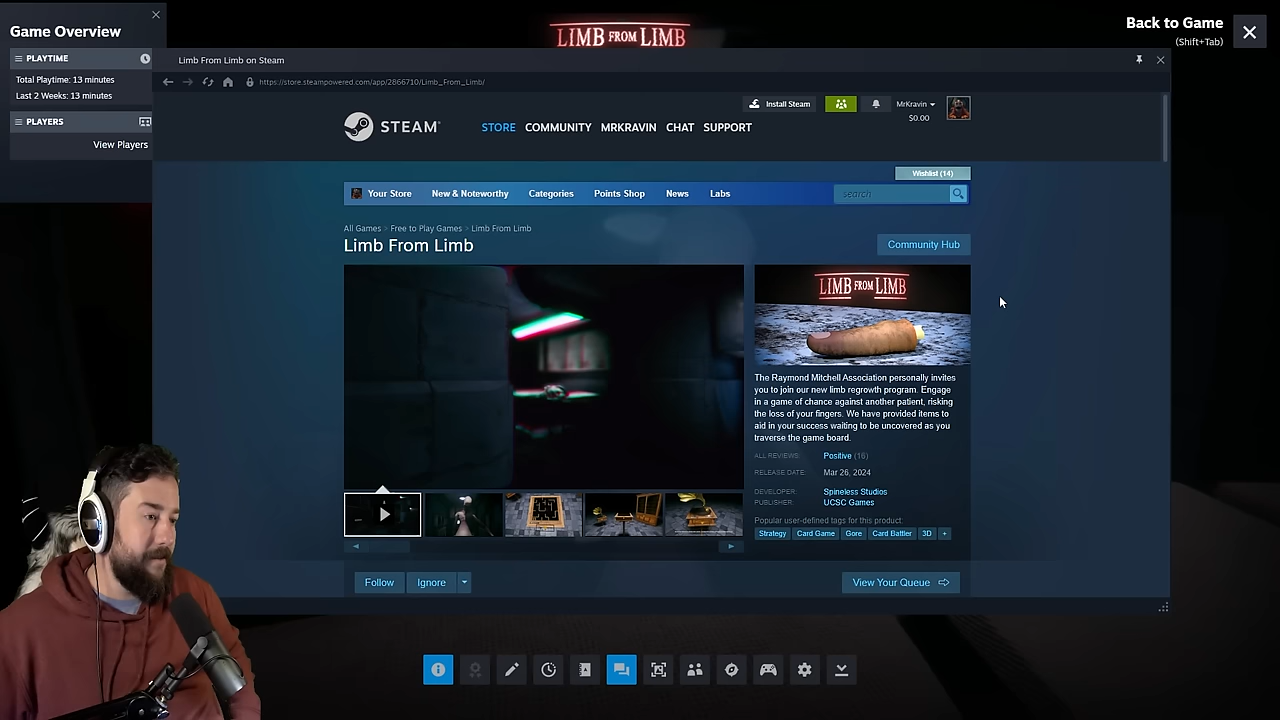 Game Overview
PLAYTIME
Total Playtime: 13 minutes
Last 2 Weeks: 13 minutes
PLAYERS
View Players
LIMB FROM LIMB
Back to Game
(Shift+Tab)
Limb From Limb on Steam
https://store.steampowered.com/app/2866710/Limb_From_Limb/
Install Steam
MrKravin
$0.00
STEAM
STORE COMMUNITY MRKRAVIN CHAT SUPPORT
Wishlist (14)
Your Store New & Noteworthy Categories Points Shop News Labs
search
All Games > Free to Play Games > Limb From Limb
Limb From Limb
Community Hub
LIMB FROM LIMB
The Raymond Mitchell Association personally invites
you to join our new limb regrowth program. Engage
in a game of chance against another patient, risking
the loss of your fingers. We have provided items to
aid in your success waiting to be uncovered as you
traverse the game board.
ALL REVIEWS: Positive (16)
RELEASE DATE: Mar 26, 2024
DEVELOPER: Spineless Studios
PUBLISHER: UCSC Games
Popular user-defined tags for this product:
Strategy Card Game Gore Card Battler 3D +
Follow Ignore
View Your Queue